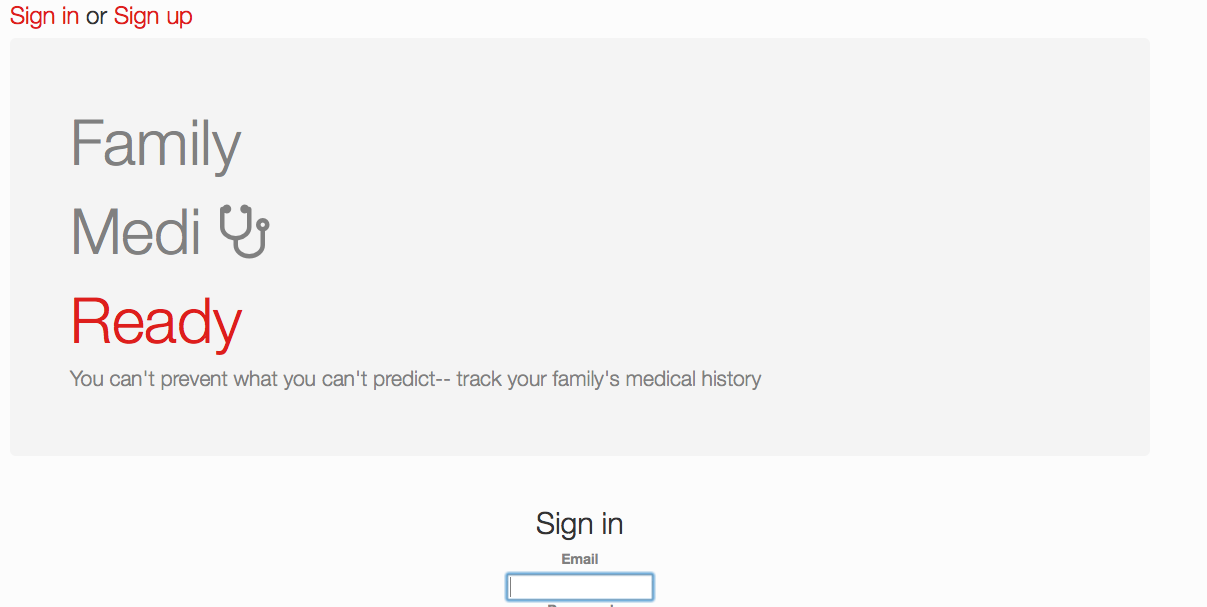 Sign in or Sign up
Family
Medi
Ready
You can't prevent what you can't predict-- track your family's medical history
Sign in
Email